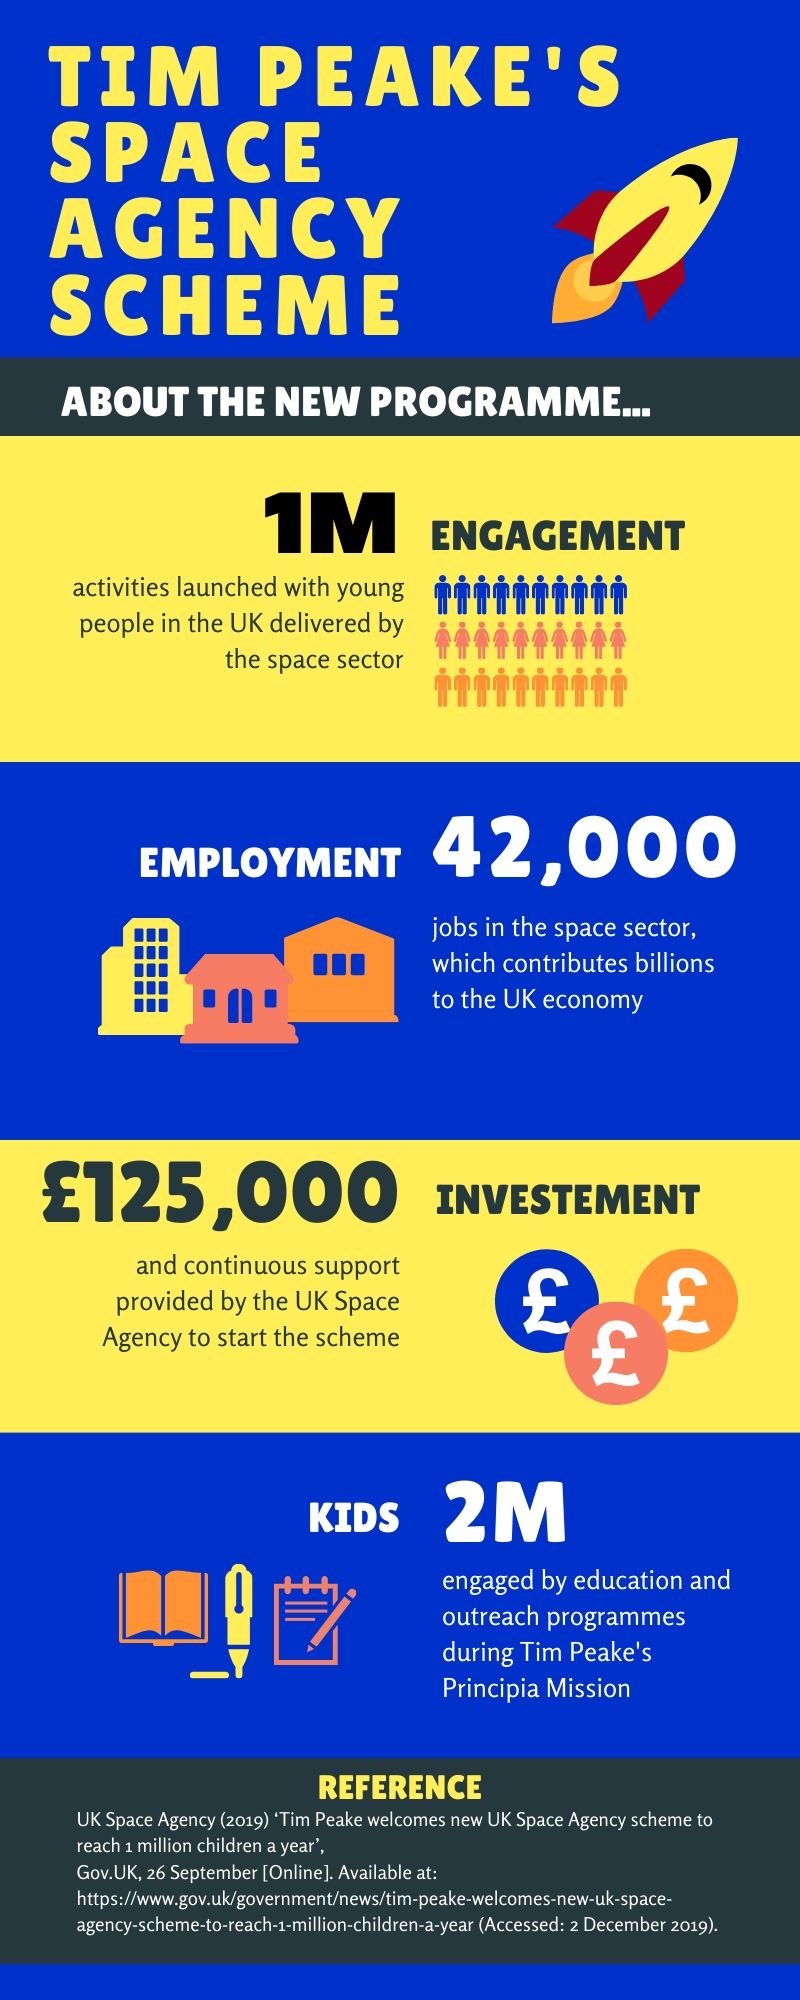 TIM PEAKE'S
SPACE
AGENCY
SCHEME
ABOUT THE NEW PROGRAMME...
1M
activities launched with young
people in the UK delivered by
the space sector
ENGAGEMENT
EMPLOYMENT
42,000
jobs in the space sector,
which contributes billions
to the UK economy
£125,000
and continuous support
provided by the UK Space
Agency to start the scheme
INVESTEMENT
£
£
£
KIDS
2M
engaged by education and
outreach programmes
during Tim Peake's
Principia Mission
REFERENCE
UK Space Agency (2019) ‘Tim Peake welcomes new UK Space Agency scheme to
reach 1 million children a year’,
Gov.UK, 26 September [Online]. Available at:
https://www.gov.uk/government/news/tim-peake-welcomes-new-uk-space-
agency-scheme-to-reach-1-million-children-a-year (Accessed: 2 December 2019).